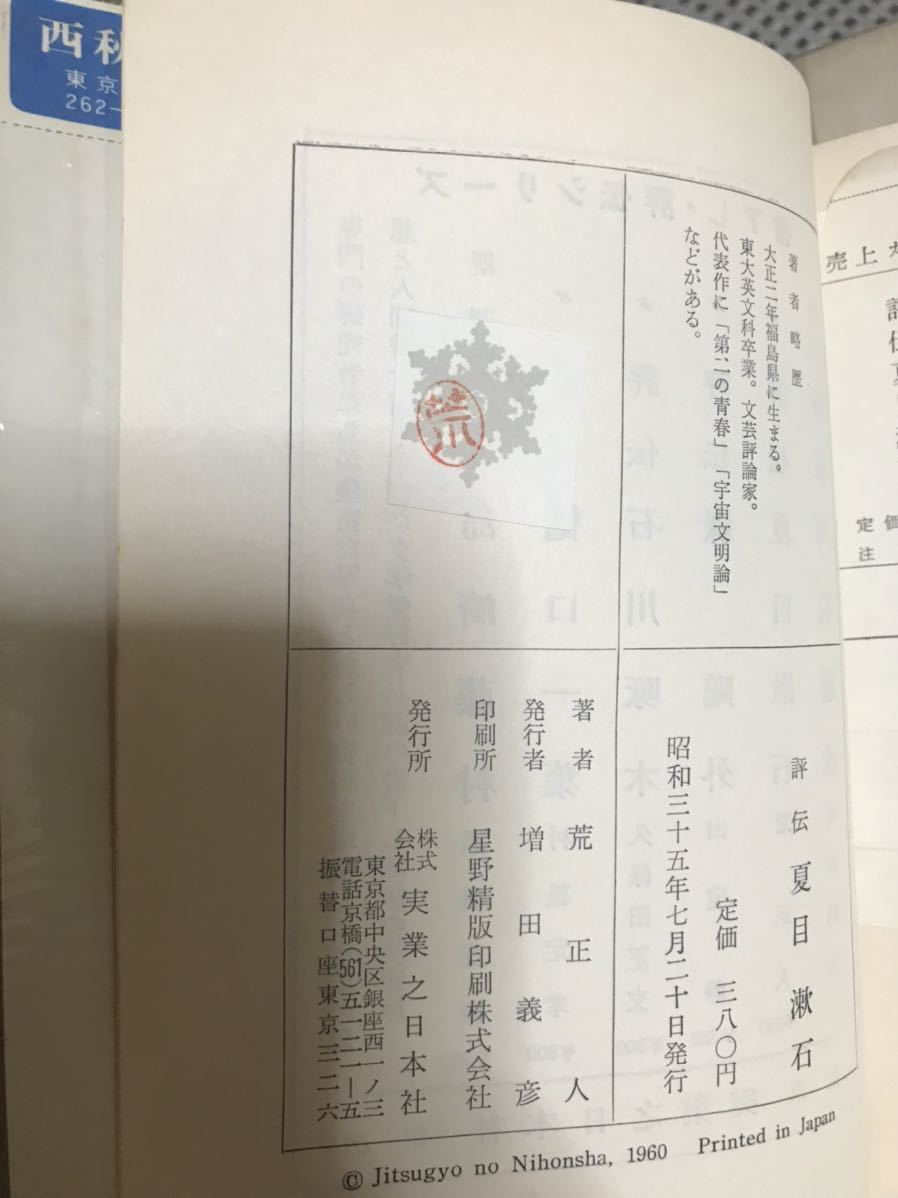 著者略歴
大正二年福島県に生まる。
東大英文科卒業。文芸評論家。
代表作に「第二の青春」「宇宙文明論」
などがある。
評伝 夏目漱石
定価 三八〇円
昭和三十五年七月二十日発行
著者 荒正人
発行者 増田義彦
印刷所 星野精版印刷株式会社
発行所 株式会社 実業之日本社
東京都中央区銀座西一ノ三
電話京橋(561)五一二一―五
振替口座東京三二六
© Jitsugyo no Nihonsha, 1960 Printed in Japan
西秋
東京
262-
売上
定価
注